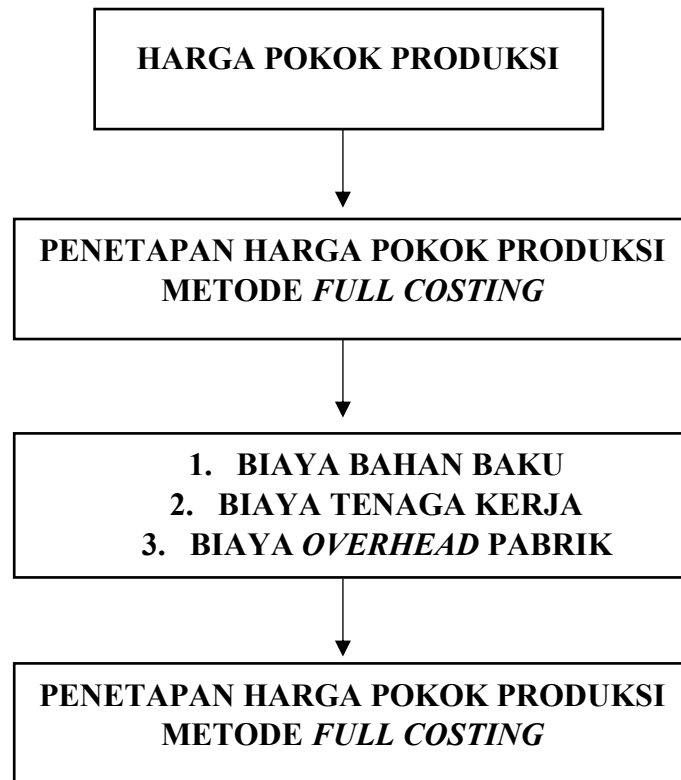 HARGA POKOK PRODUKSI
PENETAPAN HARGA POKOK PRODUKSI
METODE FULL COSTING
1. BIAYA BAHAN BAKU
2. BIAYA TENAGA KERJA
3. BIAYA OVERHEAD PABRIK
PENETAPAN HARGA POKOK PRODUKSI
METODE FULL COSTING